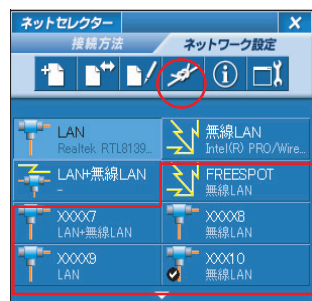 ネットセレクター X
接続方法 ネットワーク設定
LAN
Realtek RTL8139...
無線LAN
Intel(R) PRO/Wire...
LAN+無線LAN
-
FREESPOT
無線LAN
XXXX7
LAN+無線LAN
XXXX8
無線LAN
XXXX9
LAN
XXX10
無線LAN